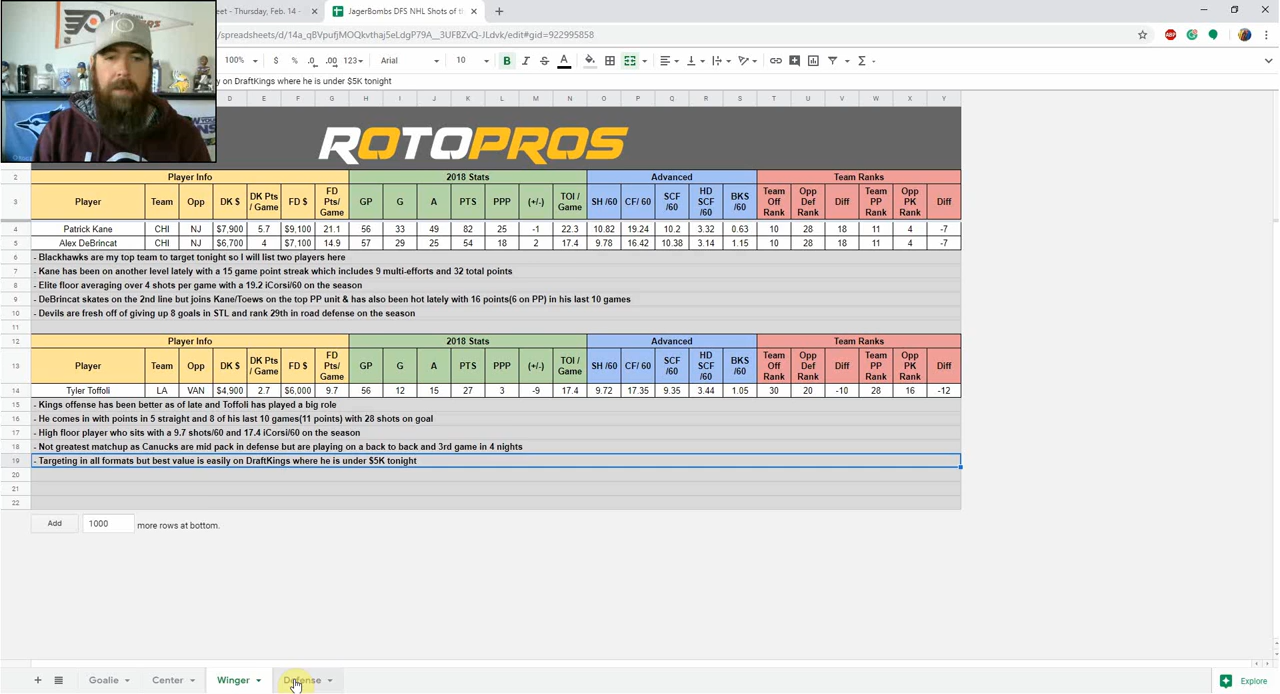 eet - Thursday, Feb. 14 -
JagerBombs DFS NHL Shots of t
/spreadsheets/d/14a_qBVpufjMOQkvthaj5eLdgP79A__3UFBZvQ-JLdvk/edit#gid=922995858
100% $ % .0 .00 123 Arial 10 B I S A
y on DraftKings where he is under $5K tonight
D E F G H I J K L M N O P Q R S T U V W X Y
ROTOPROS
2 Player Info 2018 Stats Advanced Team Ranks
3 Player Team Opp DK $ DK Pts / Game FD $ FD Pts/ Game GP G A PTS PPP (+/-) TOI / Game SH /60 CF/ 60 SCF /60 HD SCF /60 BKS /60 Team Off Rank Opp Def Rank Diff Team PP Rank Opp PK Rank Diff
4 Patrick Kane CHI NJ $7,900 5.7 $9,100 21.1 56 33 49 82 25 -1 22.3 10.82 19.24 10.2 3.32 0.63 10 28 18 11 4 -7
5 Alex DeBrincat CHI NJ $6,700 4 $7,100 14.9 57 29 25 54 18 2 17.4 9.78 16.42 10.38 3.14 1.15 10 28 18 11 4 -7
6 - Blackhawks are my top team to target tonight so I will list two players here
7 - Kane has been on another level lately with a 15 game point streak which includes 9 multi-efforts and 32 total points
8 - Elite floor averaging over 4 shots per game with a 19.2 iCorsi/60 on the season
9 - DeBrincat skates on the 2nd line but joins Kane/Toews on the top PP unit & has also been hot lately with 16 points(6 on PP) in his last 10 games
10 - Devils are fresh off of giving up 8 goals in STL and rank 29th in road defense on the season
11
12 Player Info 2018 Stats Advanced Team Ranks
13 Player Team Opp DK $ DK Pts / Game FD $ FD Pts/ Game GP G A PTS PPP (+/-) TOI / Game SH /60 CF/ 60 SCF /60 HD SCF /60 BKS /60 Team Off Rank Opp Def Rank Diff Team PP Rank Opp PK Rank Diff
14 Tyler Toffoli LA VAN $4,900 2.7 $6,000 9.7 56 12 15 27 3 -9 17.4 9.72 17.35 9.35 3.44 1.05 30 20 -10 28 16 -12
15 - Kings offense has been better as of late and Toffoli has played a big role
16 - He comes in with points in 5 straight and 8 of his last 10 games(11 points) with 28 shots on goal
17 - High floor player who sits with a 9.7 shots/60 and 17.4 iCorsi/60 on the season
18 - Not greatest matchup as Canucks are mid pack in defense but are playing on a back to back and 3rd game in 4 nights
19 - Targeting in all formats but best value is easily on DraftKings where he is under $5K tonight
20
21
22
Add 1000 more rows at bottom.
Goalie Center Winger Defense Explore